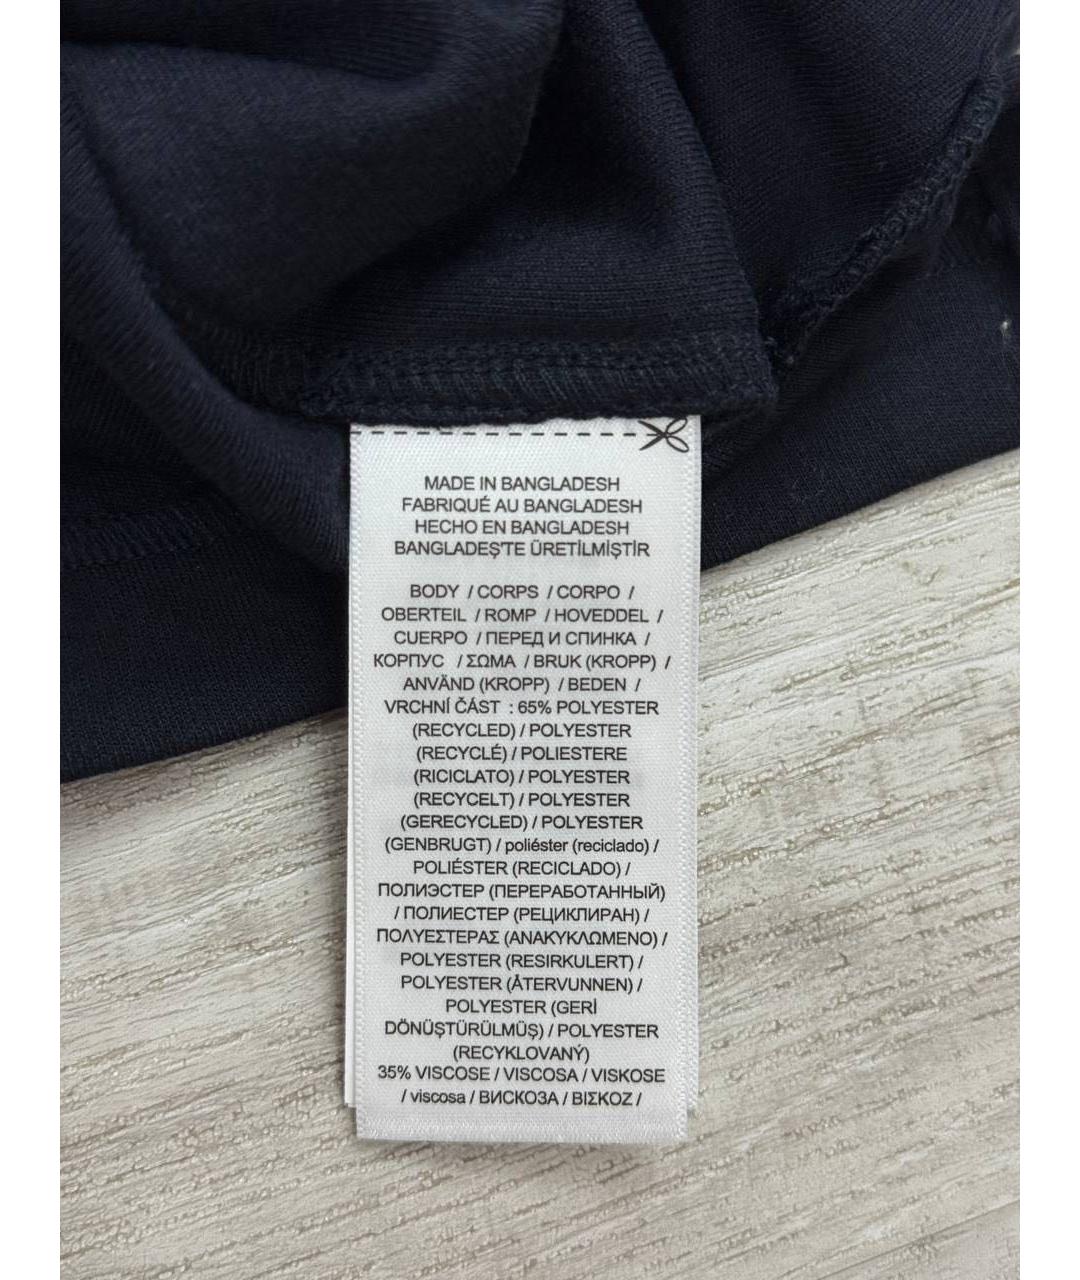 MADE IN BANGLADESH
FABRIQUÉ AU BANGLADESH
HECHO EN BANGLADESH
BANGLADEŞ'TE ÜRETİLMİŞTİR
BODY / CORPS / CORPO /
OBERTEIL / ROMP / HOVEDDEL /
CUERPO / ПЕРЕД И СПИНКА /
КОРПУС / ΣΩΜΑ / BRUK (KROPP) /
ANVÄND (KROPP) / BEDEN /
VRCHNÍ ČÁST : 65% POLYESTER
(RECYCLED) / POLYESTER
(RECYCLÉ) / POLIESTERE
(RICICLATO) / POLYESTER
(RECYCELT) / POLYESTER
(GERECYCLED) / POLYESTER
(GENBRUGT) / poliéster (reciclado) /
POLIÉSTER (RECICLADO) /
ПОЛИЭСТЕР (ПЕРЕРАБОТАННЫЙ)
/ ПОЛИЕСТЕР (РЕЦИКЛИРАН) /
ΠΟΛΥΕΣΤΕΡΑΣ (ΑΝΑΚΥΚΛΩΜΕΝΟ) /
POLYESTER (RESIRKULERT) /
POLYESTER (ÅTERVUNNEN) /
POLYESTER (GERİ
DÖNÜŞTÜRÜLMÜŞ) / POLYESTER
(RECYKLOVANÝ)
35% VISCOSE / VISCOSA / VISKOSE
/ viscosa / ВИСКОЗА / ΒΙΣΚΟΖ /